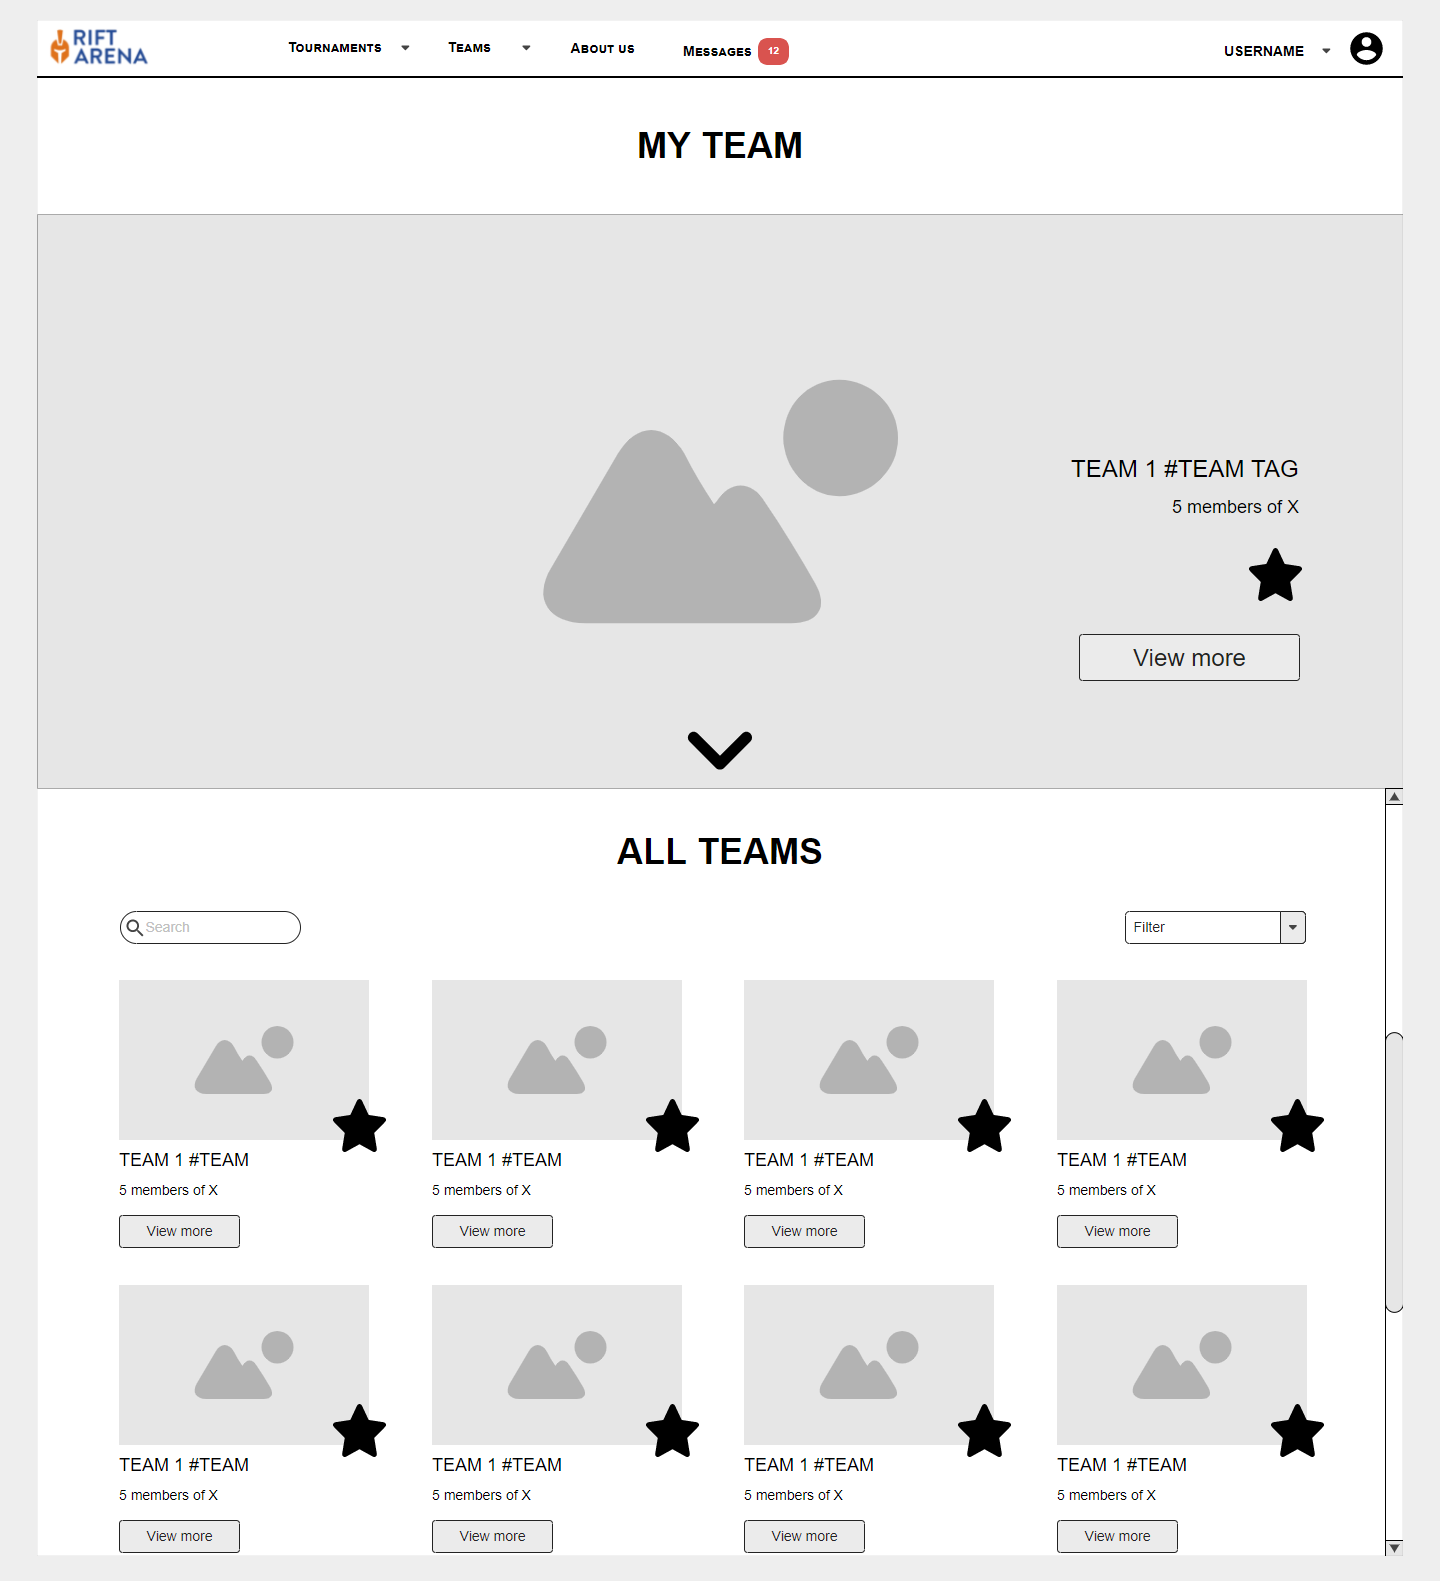 RIFT
ARENA
Tournaments
Teams
About us
Messages 12
USERNAME
MY TEAM
TEAM 1 #TEAM TAG
5 members of X
View more
ALL TEAMS
Search
Filter
TEAM 1 #TEAM
5 members of X
View more
TEAM 1 #TEAM
5 members of X
View more
TEAM 1 #TEAM
5 members of X
View more
TEAM 1 #TEAM
5 members of X
View more
TEAM 1 #TEAM
5 members of X
View more
TEAM 1 #TEAM
5 members of X
View more
TEAM 1 #TEAM
5 members of X
View more
TEAM 1 #TEAM
5 members of X
View more